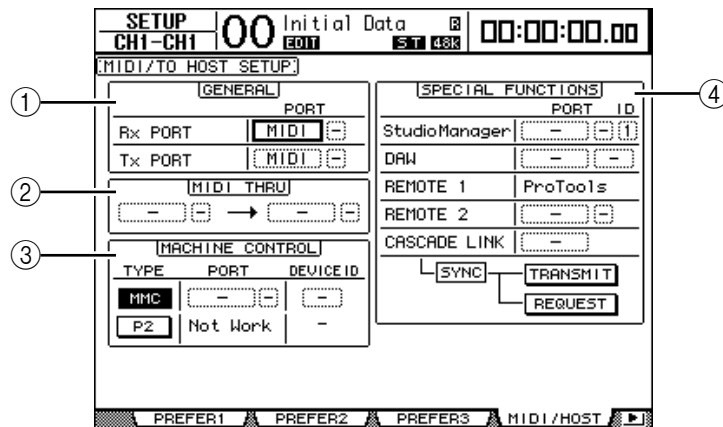 SETUP
CH1-CH1
00
Initial Data
R
EDIT
ST
48K
00:00:00.00
MIDI/TO HOST SETUP
1
GENERAL
PORT
Rx PORT
MIDI
-
Tx PORT
MIDI
-
2
MIDI THRU
- - → - -
3
MACHINE CONTROL
TYPE PORT DEVICE ID
MMC - - -
P2 Not Work -
4
SPECIAL FUNCTIONS
PORT ID
StudioManager - - 1
DAW - -
REMOTE 1 ProTools
REMOTE 2 - -
CASCADE LINK -
SYNC
TRANSMIT
REQUEST
PREFER1 PREFER2 PREFER3 MIDI/HOST